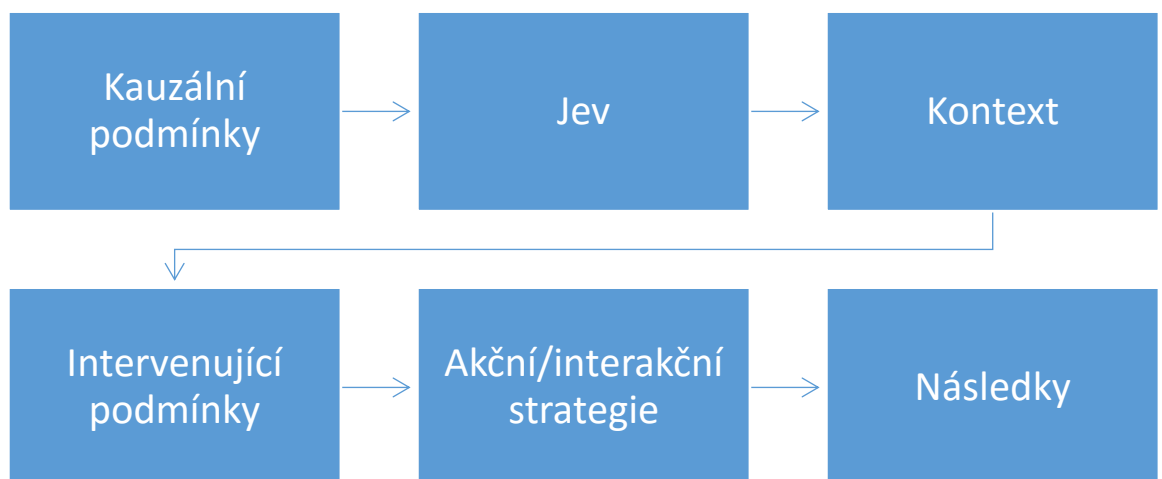 Kauzální
podmínky
Jev
Kontext
Intervenující
podmínky
Akční/interakční
strategie
Následky